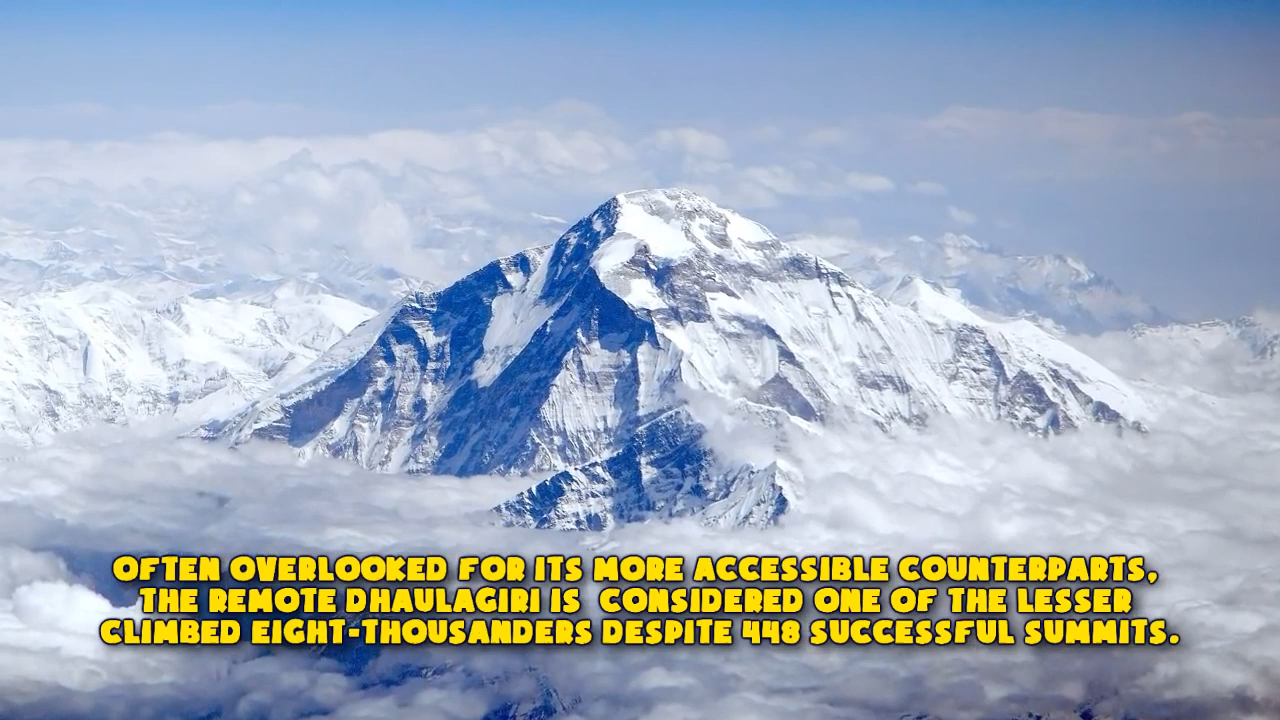 OFTEN OVERLOOKED FOR ITS MORE ACCESSIBLE COUNTERPARTS,
THE REMOTE DHAULAGIRI IS CONSIDERED ONE OF THE LESSER
CLIMBED EIGHT-THOUSANDERS DESPITE 448 SUCCESSFUL SUMMITS.